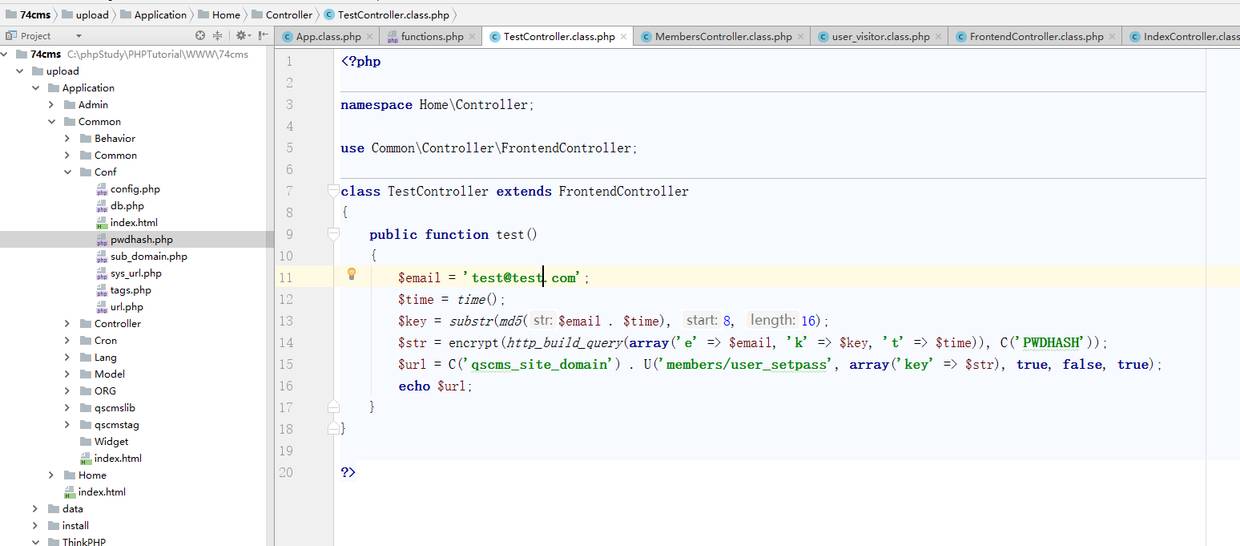 74cms upload Application Home Controller TestController.class.php
Project
App.class.php functions.php TestController.class.php MembersController.class.php user_visitor.class.php FrontendController.class.php IndexController.class
74cms C:\phpStudy\PHPTutorial\WWW\74cms
upload
Application
Admin
Common
Behavior
Common
Conf
config.php
db.php
index.html
pwdhash.php
sub_domain.php
sys_url.php
tags.php
url.php
Controller
Cron
Lang
Model
ORG
qscmslib
qscmstag
Widget
index.html
Home
index.html
data
install
ThinkPHP
1 <?php
2
3 namespace Home\Controller;
4
5 use Common\Controller\FrontendController;
6
7 class TestController extends FrontendController
8 {
9 public function test()
10 {
11 $email = 'test@test.com';
12 $time = time();
13 $key = substr(md5( str: $email . $time), start: 8, length: 16);
14 $str = encrypt(http_build_query(array('e' => $email, 'k' => $key, 't' => $time)), C('PWDHASH'));
15 $url = C('qscms_site_domain') . U('members/user_setpass', array('key' => $str), true, false, true);
16 echo $url;
17 }
18 }
19
20 ?>